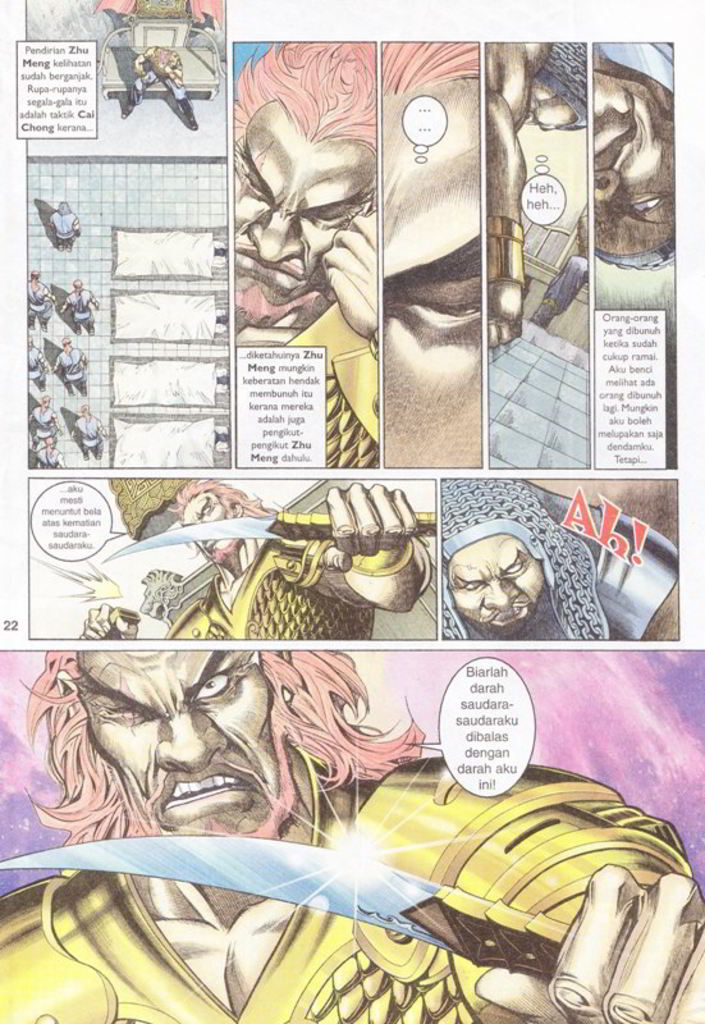 Pendirian Zhu
Meng kelihatan
sudah berganjak.
Rupa-rupanya
segala-gala itu
adalah taktik Cai
Chong kerana...
...diketahuinya Zhu
Meng mungkin
keberatan hendak
membunuh itu
kerana mereka
pengikut-
pengikut Zhu
Meng dahulu.
...
...
Heh,
heh...
Orang-orang
yang dibunuh
ketika sudah
cukup ramai.
Aku benci
melihat ada
orang dibunuh
lagi. Mungkin
aku boleh
melupakan saja
dendamku.
Tetapi...
...aku
mesti
menuntut bela
atas kematian
saudara-
saudaraku.
Ah!
22
Biarlah
darah
saudara-
saudaraku
dibalas
dengan
darah aku
ini!